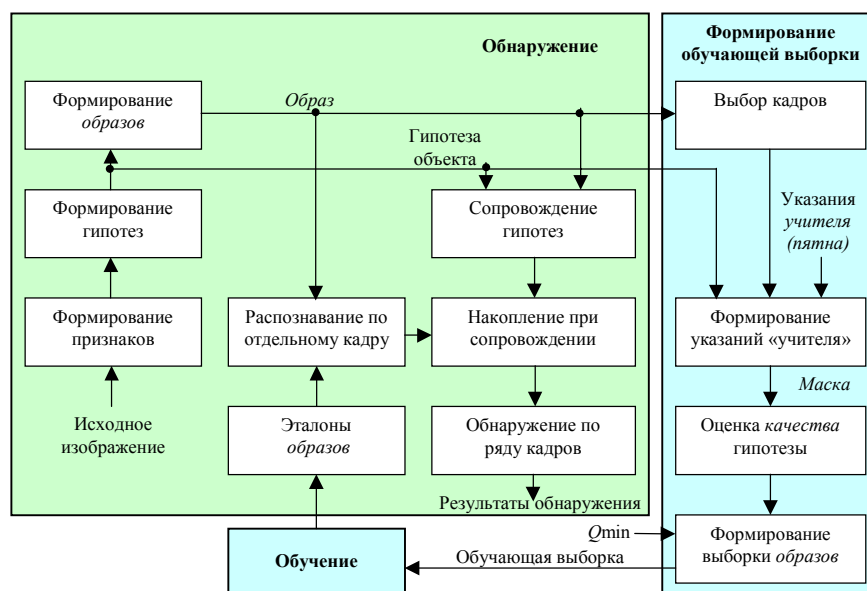 Обнаружение
Формирование
обучающей выборки
Формирование
образов
Образ
Выбор кадров
Гипотеза
объекта
Формирование
гипотез
Сопровождение
гипотез
Указания
учителя
(пятна)
Формирование
признаков
Распознавание по
отдельному кадру
Накопление при
сопровождении
Формирование
указаний «учителя»
Маска
Исходное
изображение
Эталоны
образов
Обнаружение по
ряду кадров
Оценка качества
гипотезы
Результаты обнаружения
Qmin
Формирование
выборки образов
Обучение
Обучающая выборка